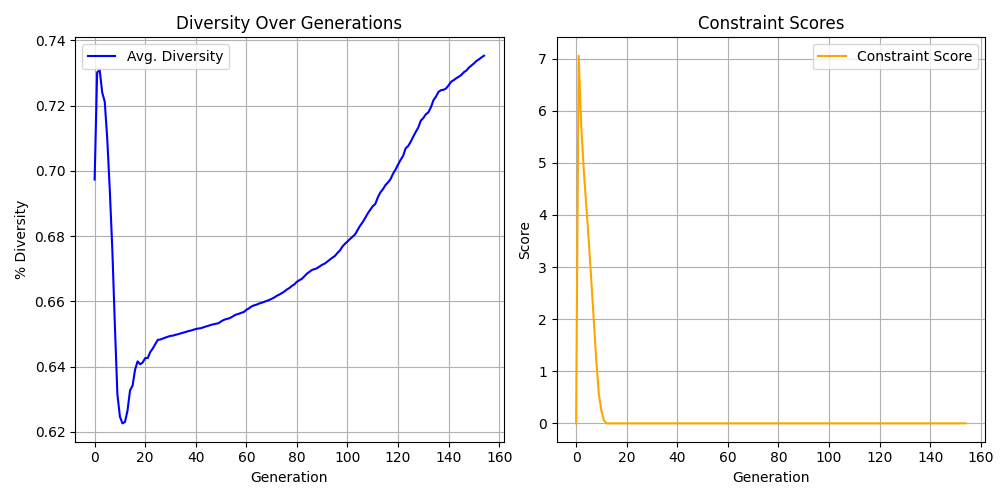 Diversity Over Generations
Avg. Diversity
% Diversity
0.74
0.72
0.70
0.68
0.66
0.64
0.62
0 20 40 60 80 100 120 140 160
Generation
Constraint Scores
Constraint Score
Score
7
6
5
4
3
2
1
0
0 20 40 60 80 100 120 140 160
Generation